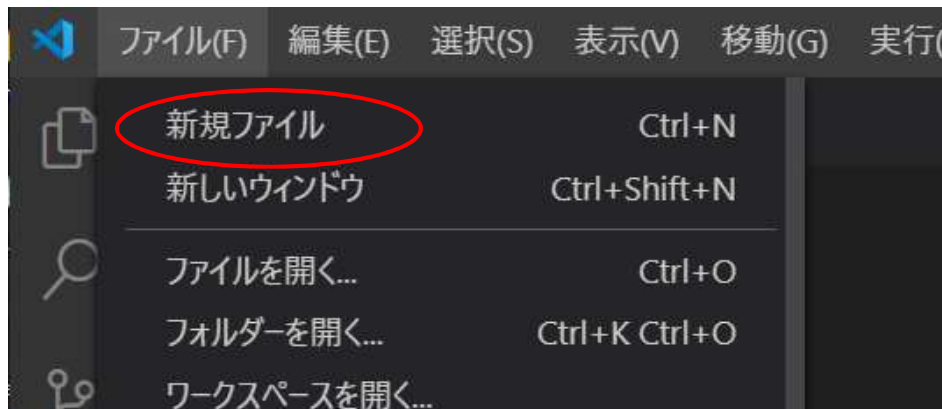 ファイル(F) 編集(E) 選択(S) 表示(V) 移動(G) 実行(
新規ファイル Ctrl+N
新しいウィンドウ Ctrl+Shift+N
ファイルを開く... Ctrl+O
フォルダーを開く... Ctrl+K Ctrl+O
ワークスペースを開く...